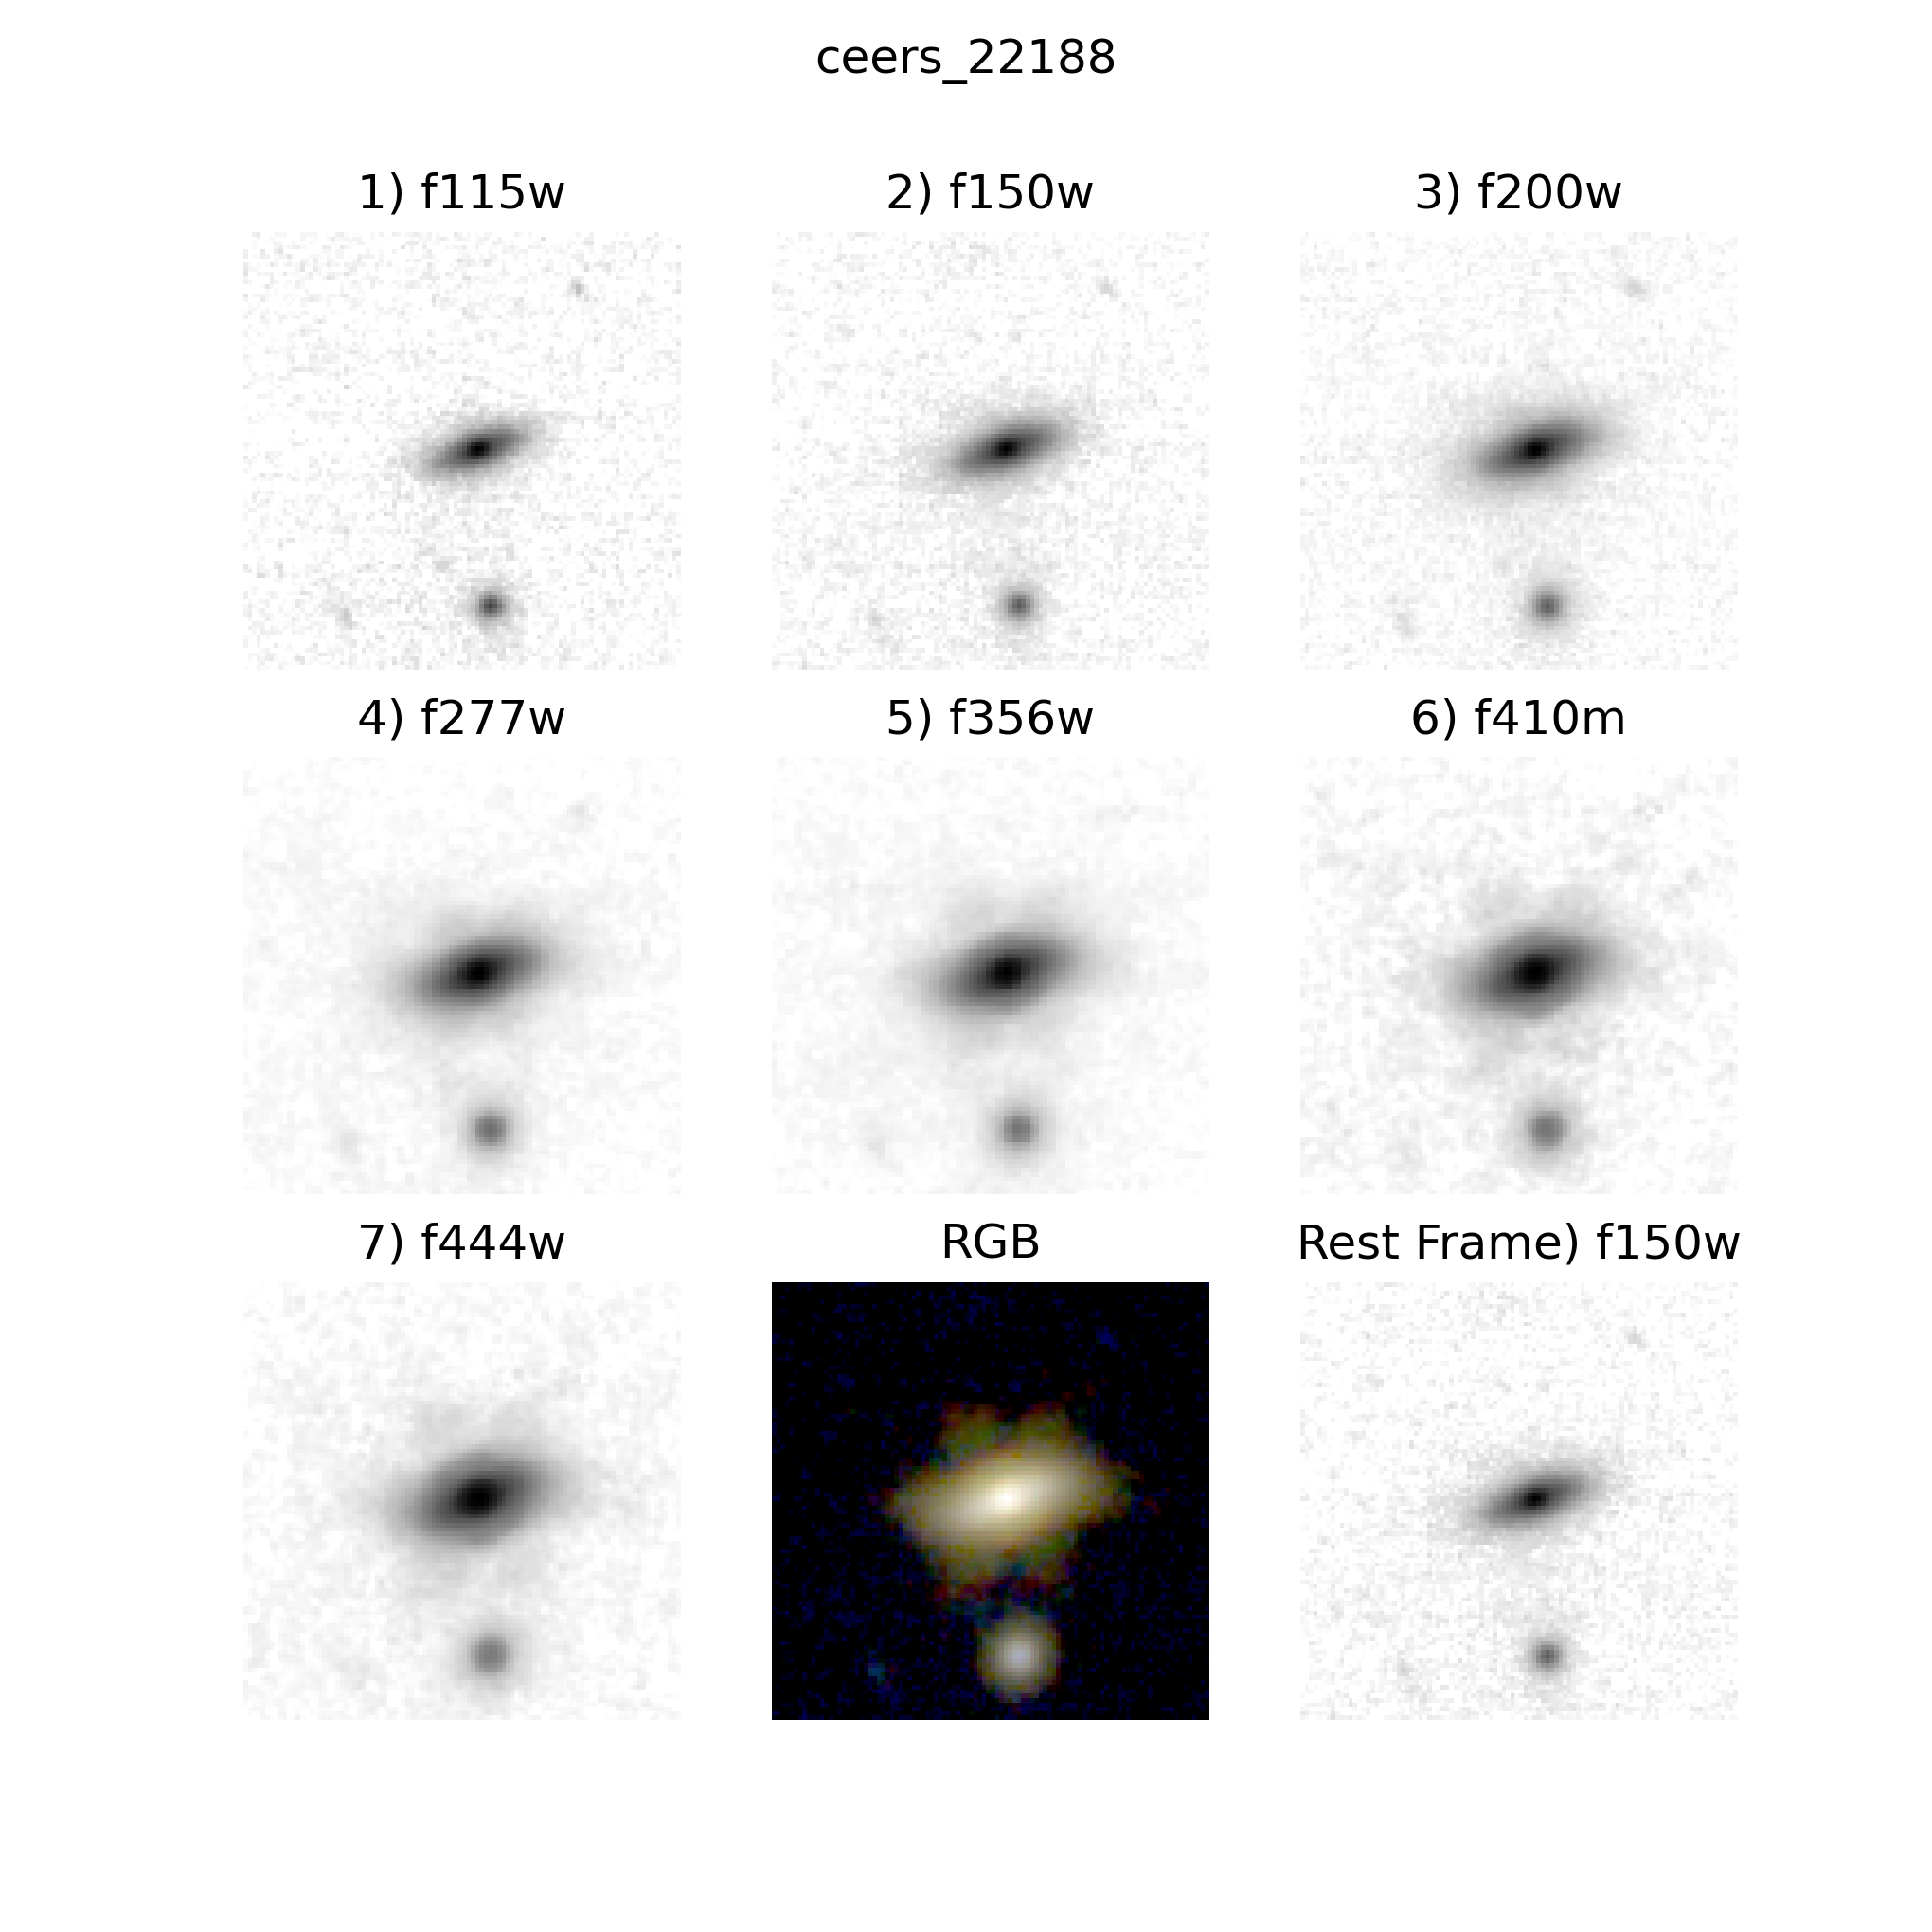 ceers_22188
1) f115w
2) f150w
3) f200w
4) f277w
5) f356w
6) f410m
7) f444w
RGB
Rest Frame) f150w